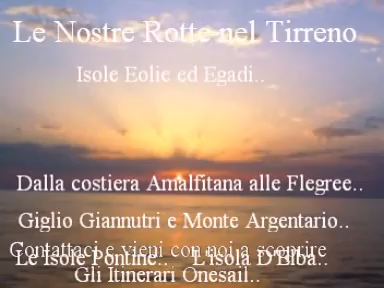 Le Nostre Rotte nel Tirreno
Isole Eolie ed Egadi..
Dalla costiera Amalfitana alle Flegree..
Giglio Giannutri e Monte Argentario..
Contattaci e vieni con noi a scoprire
Le Isole Pontine.. L'isola D'Elba..
Gli Itinerari Onesail..